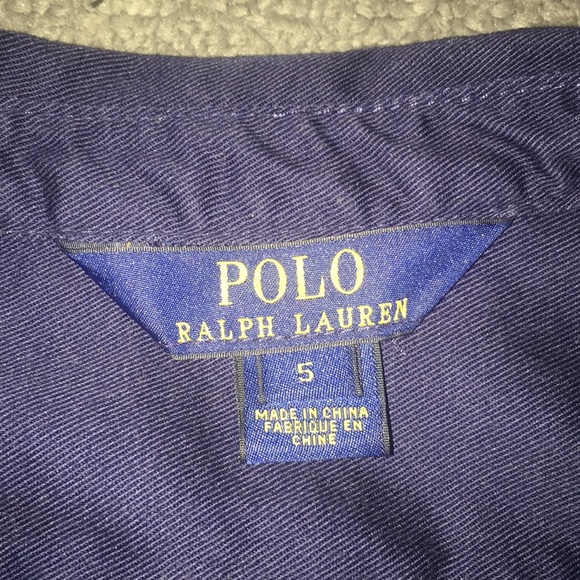 POLO
RALPH LAUREN
5
MADE IN CHINA
FABRIQUE EN
CHINE